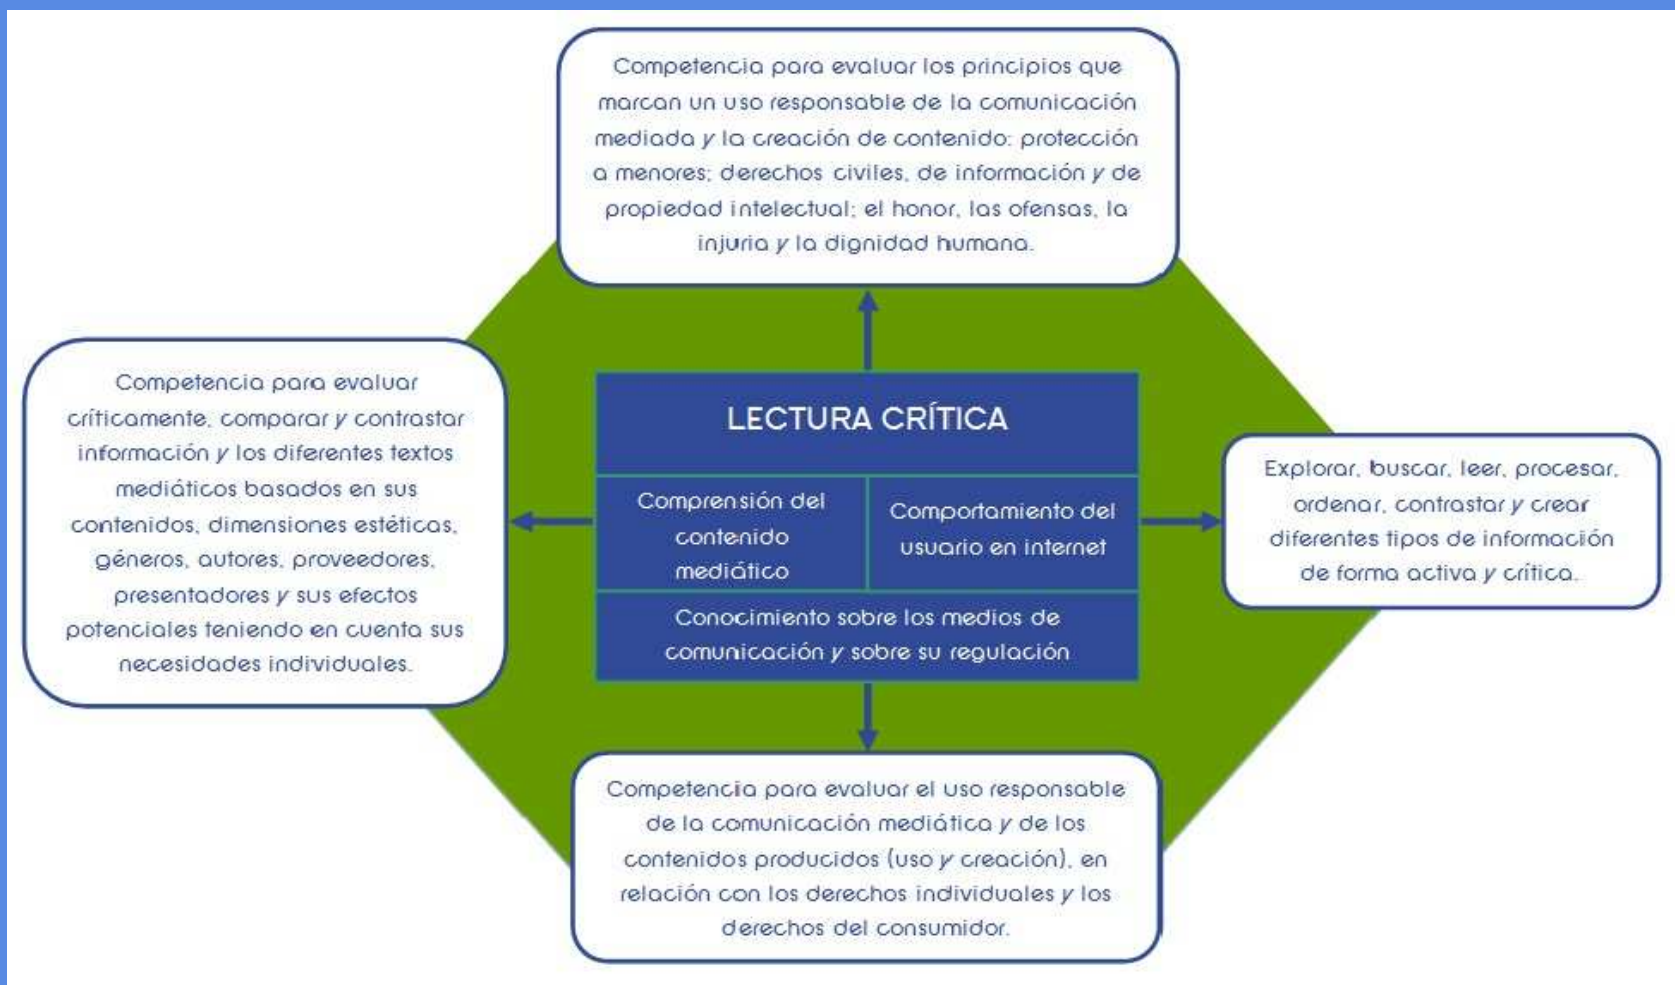 Competencia para evaluar los principios que
marcan un uso responsable de la comunicación
mediada y la creación de contenido: protección
a menores; derechos civiles, de información y de
propiedad intelectual; el honor, las ofensas, la
injuria y la dignidad humana.
Competencia para evaluar
críticamente, comparar y contrastar
información y los diferentes textos
mediáticos basados en sus
contenidos, dimensiones estéticas,
géneros, autores, proveedores,
presentadores y sus efectos
potenciales teniendo en cuenta sus
necesidades individuales.
LECTURA CRÍTICA
Comprensión del
contenido
mediático
Comportamiento del
usuario en internet
Conocimiento sobre los medios de
comunicación y sobre su regulación
Explorar, buscar, leer, procesar,
ordenar, contrastar y crear
diferentes tipos de información
de forma activa y crítica.
Competencia para evaluar el uso responsable
de la comunicación mediática y de los
contenidos producidos (uso y creación), en
relación con los derechos individuales y los
derechos del consumidor.